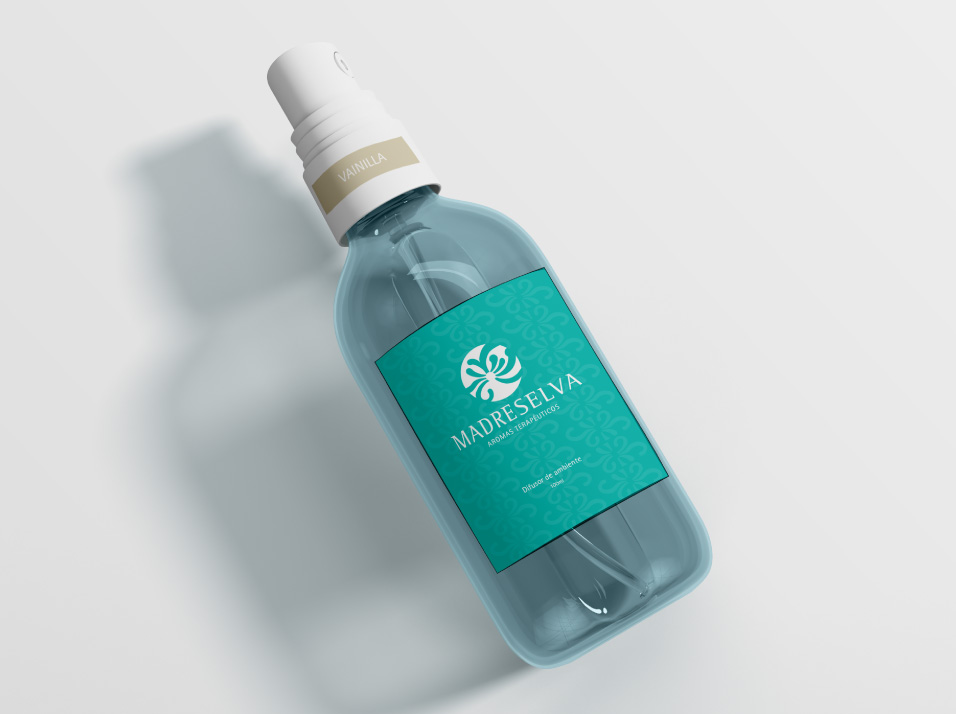 VAINILLA
MADRESELVA
AROMAS TERAPÉUTICOS
Difusor de ambiente